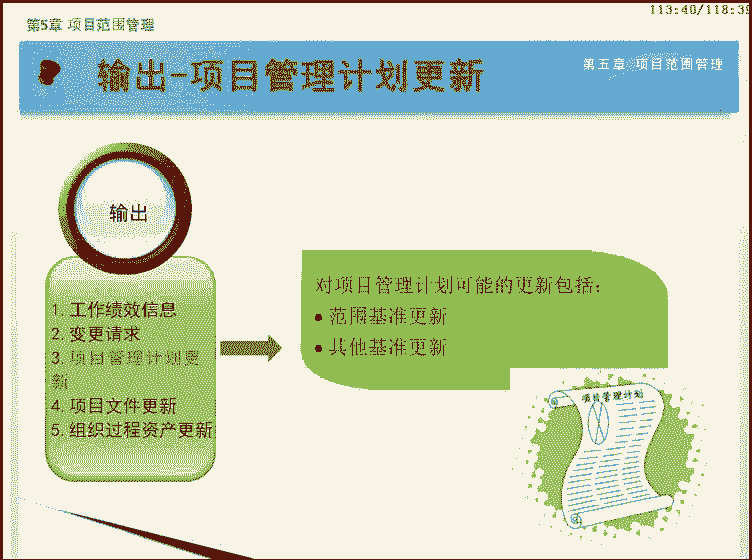 113:40/118:39
第5章 项目范围管理
输出-项目管理计划更新
第五章 项目范围管理
输出
1. 工作绩效信息
2. 变更请求
3. 项目管理计划更
新
4. 项目文件更新
5. 组织过程资产更新
对项目管理计划可能的更新包括：
• 范围基准更新
• 其他基准更新
项目管理计划